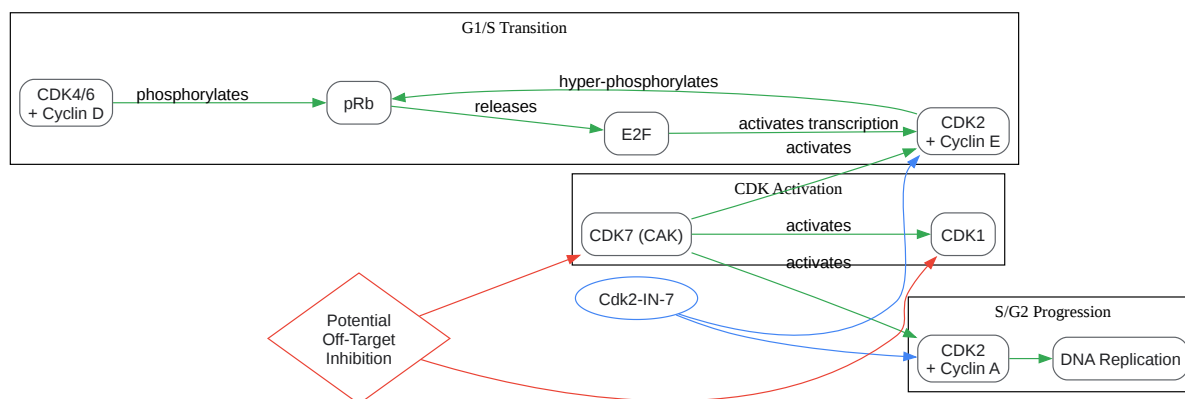 G1/S Transition
hyper-phosphorylates
CDK4/6
+ Cyclin D
phosphorylates
pRb
releases
E2F
activates transcription
CDK2
+ Cyclin E
activates
CDK Activation
CDK7 (CAK)
activates
CDK1
activates
Cdk2-IN-7
Potential
Off-Target
Inhibition
S/G2 Progression
CDK2
+ Cyclin A
DNA Replication